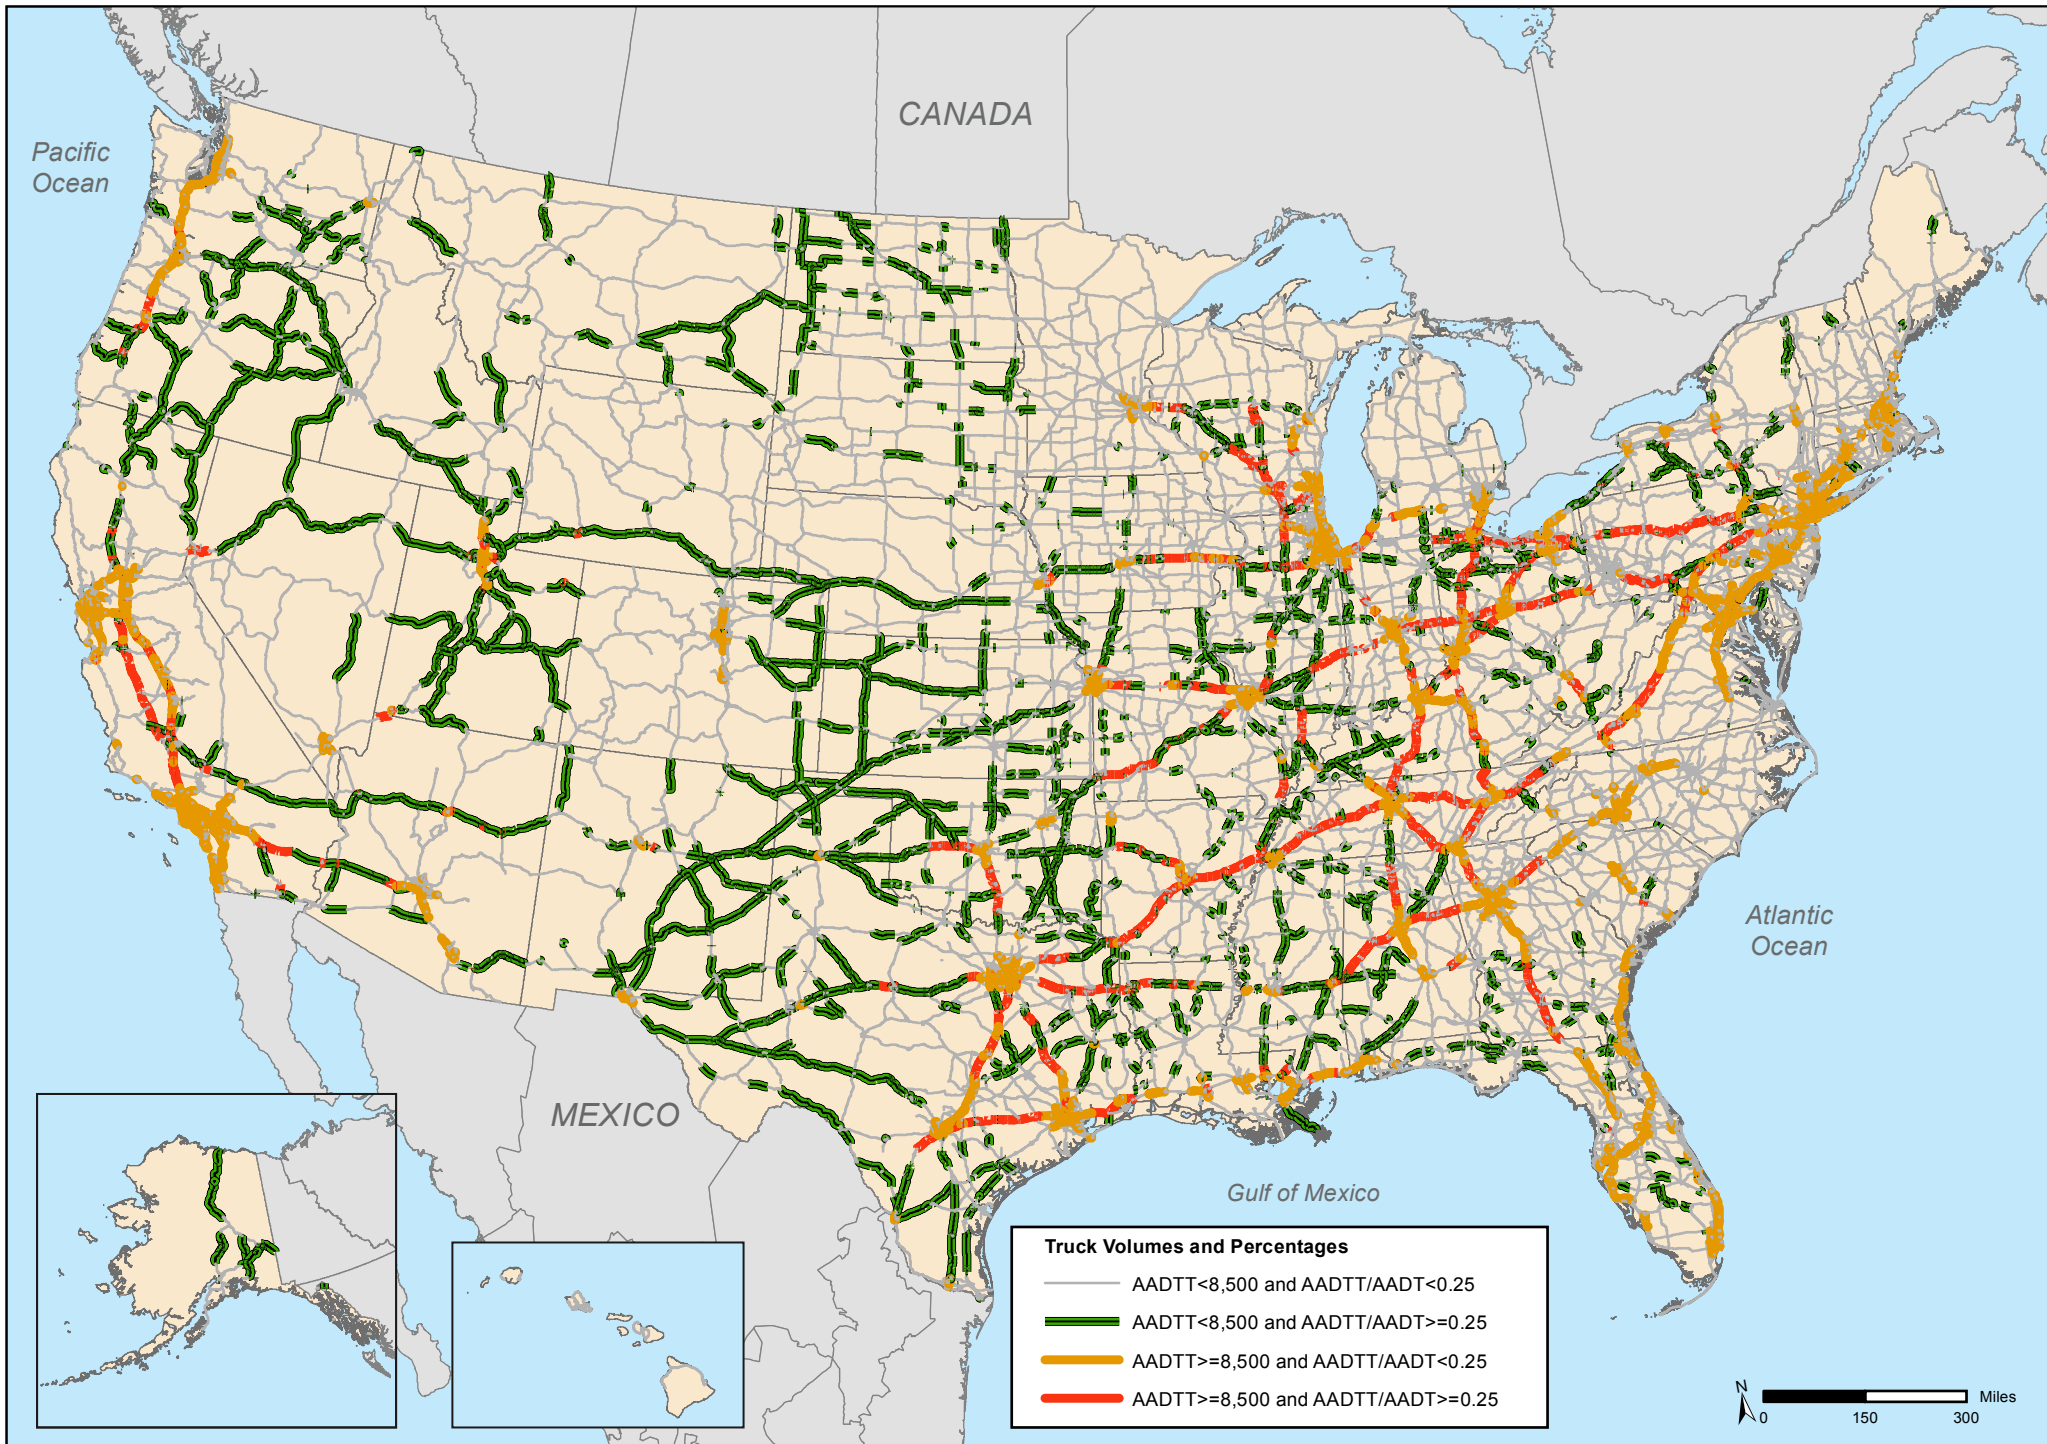 CANADA
Pacific
Ocean
Atlantic
Ocean
MEXICO
Gulf of Mexico
Truck Volumes and Percentages
AADTT<8,500 and AADTT/AADT<0.25
AADTT<8,500 and AADTT/AADT>=0.25
AADTT>=8,500 and AADTT/AADT<0.25
AADTT>=8,500 and AADTT/AADT>=0.25
N
Miles
0 150 300